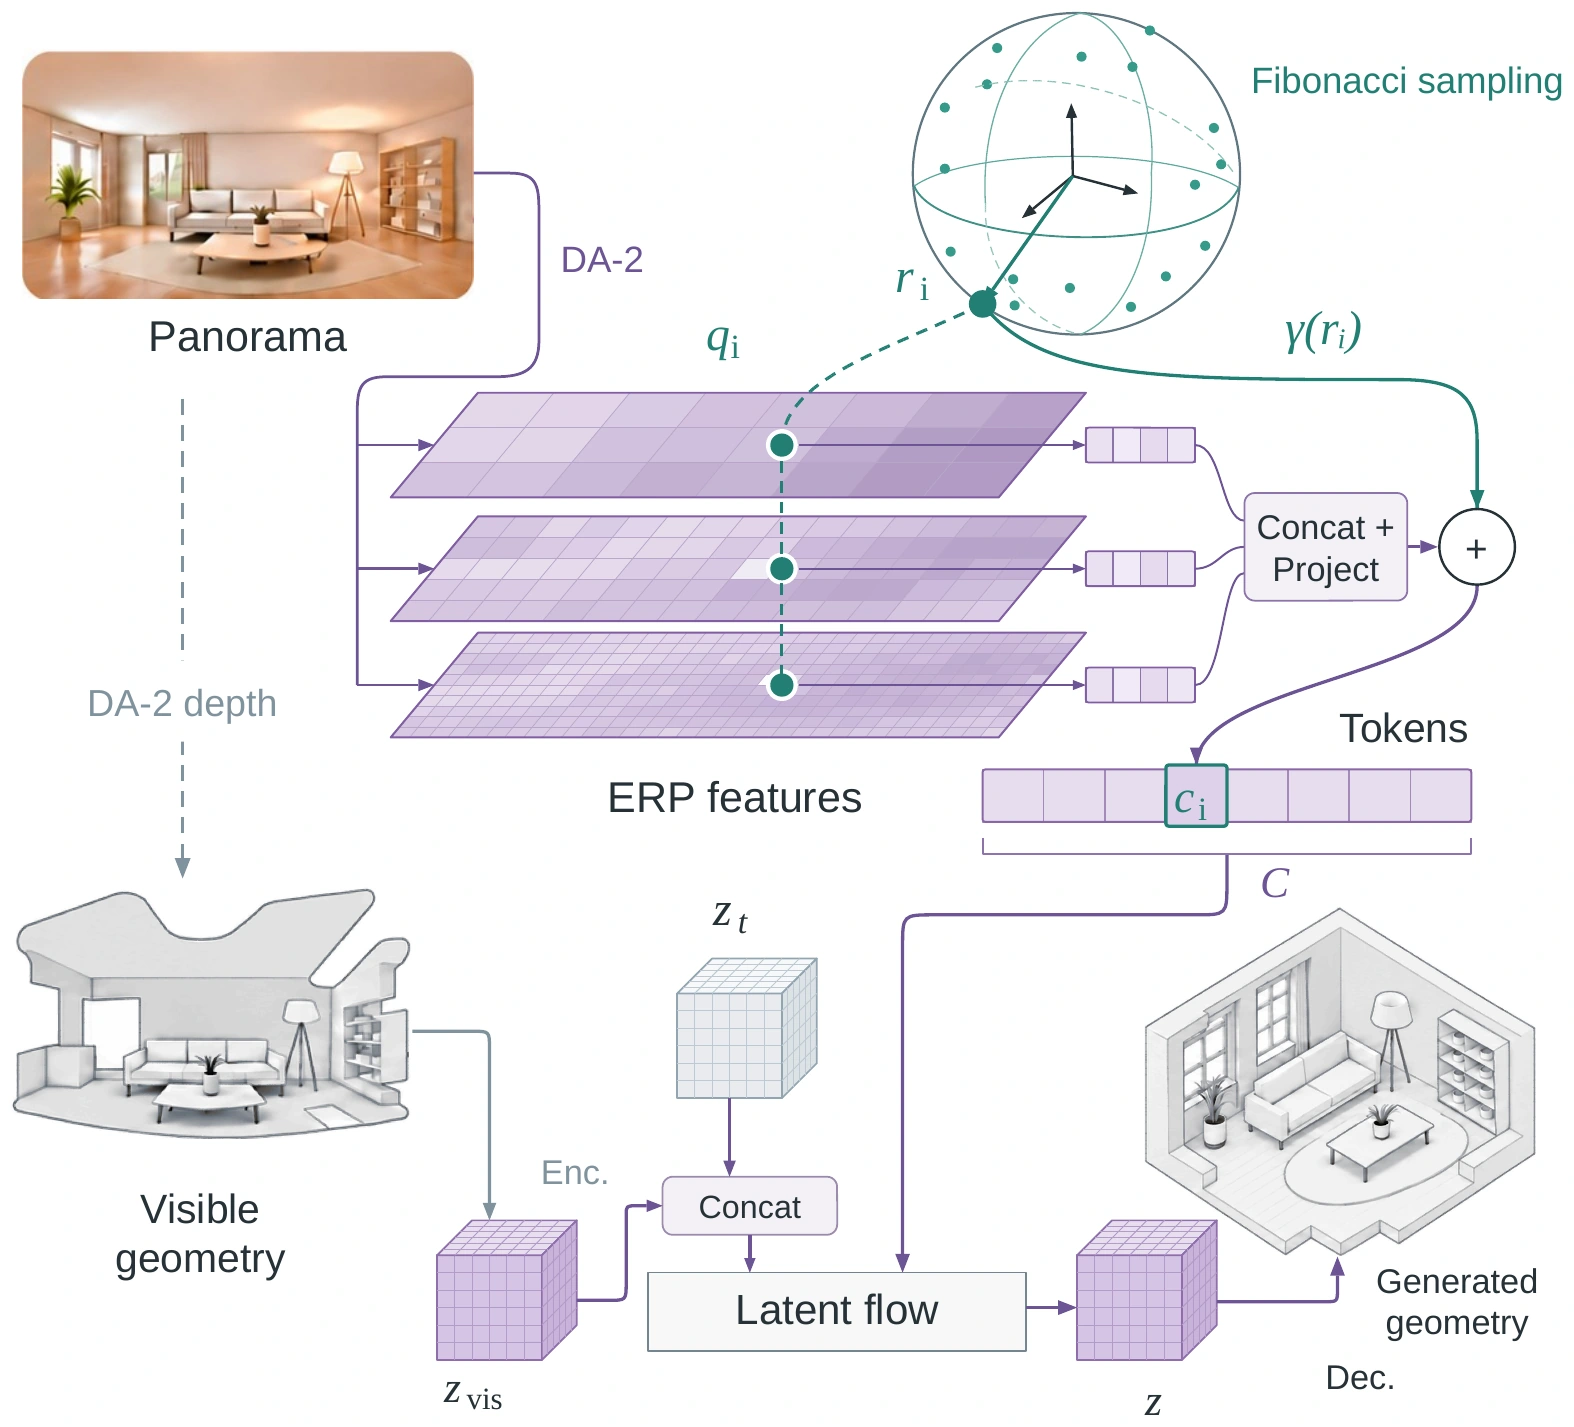 Fibonacci sampling
Panorama
DA-2
r i
q i
γ(r i)
Concat +
Project
+
DA-2 depth
Tokens
ERP features
c i
C
z t
Enc.
Concat
Visible
geometry
Latent flow
Generated
geometry
Dec.
z vis
z